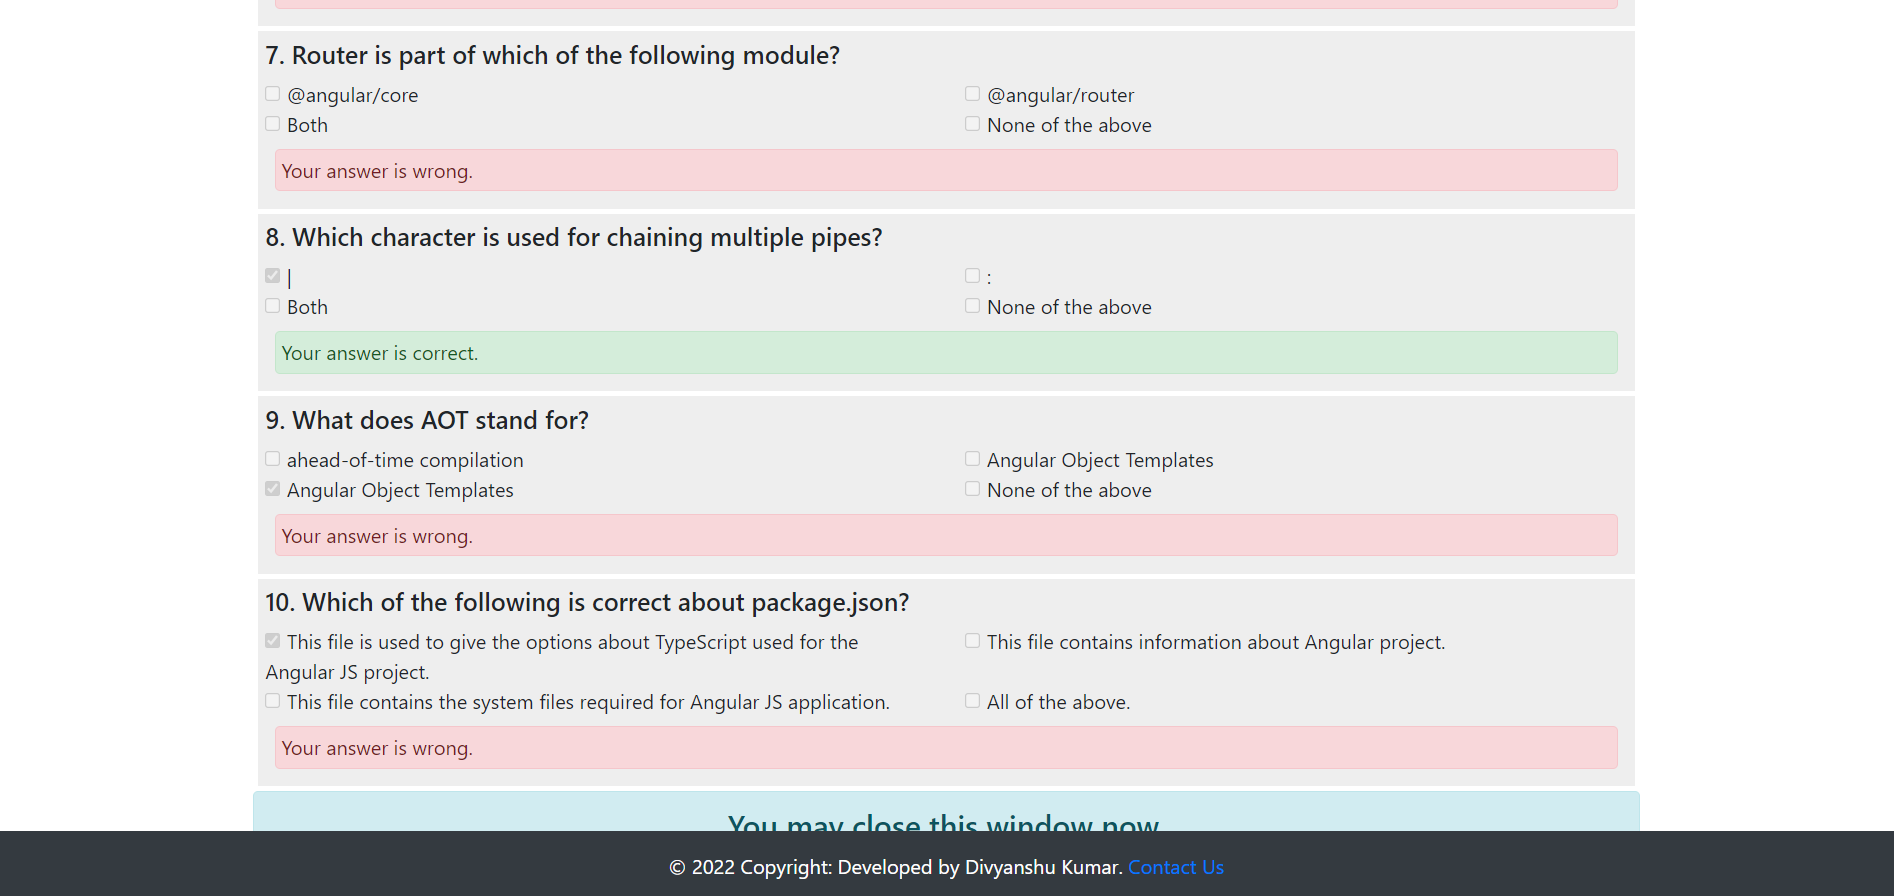 7. Router is part of which of the following module?
@angular/core
@angular/router
Both
None of the above
Your answer is wrong.
8. Which character is used for chaining multiple pipes?
|
:
Both
None of the above
Your answer is correct.
9. What does AOT stand for?
ahead-of-time compilation
Angular Object Templates
Angular Object Templates
None of the above
Your answer is wrong.
10. Which of the following is correct about package.json?
This file is used to give the options about TypeScript used for the
Angular JS project.
This file contains information about Angular project.
This file contains the system files required for Angular JS application.
All of the above.
Your answer is wrong.
You may close this window now
© 2022 Copyright: Developed by Divyanshu Kumar. Contact Us